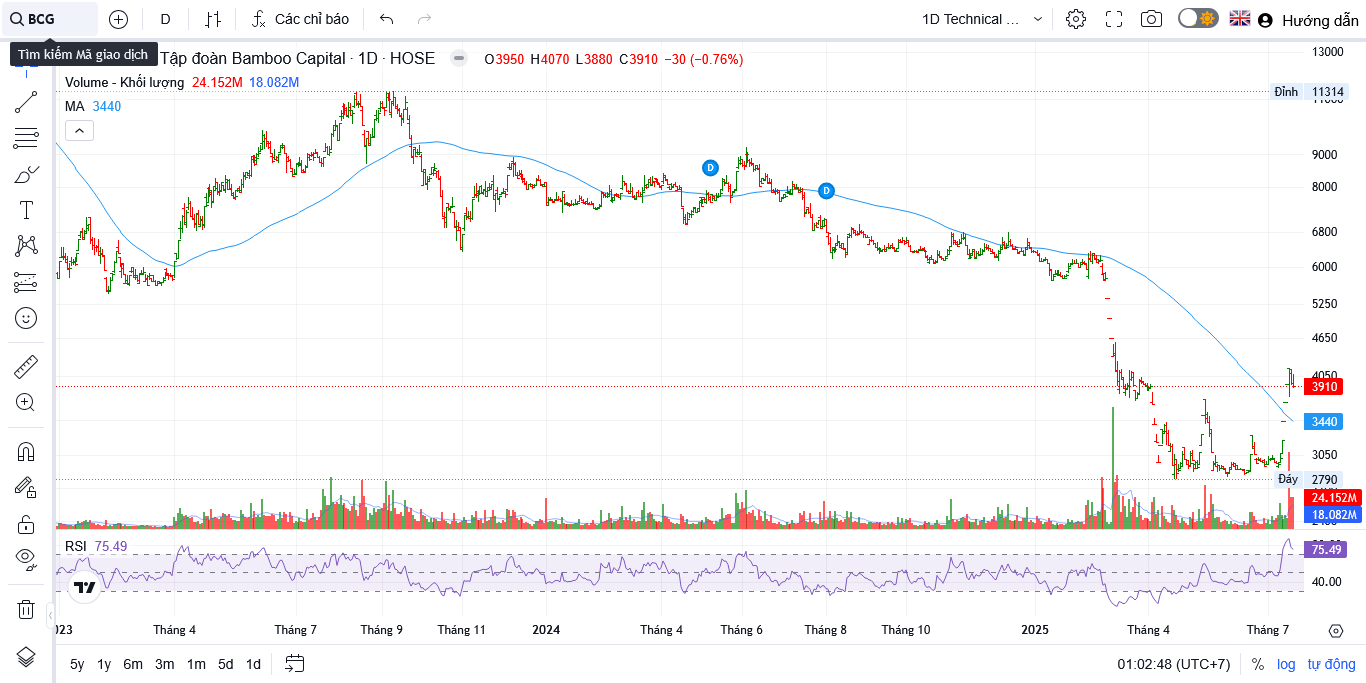 BCG
D
Các chỉ báo
1D Technical ...
Hướng dẫn
Tìm kiếm Mã giao dịch
Tập đoàn Bamboo Capital · 1D · HOSE
O3950 H4070 L3880 C3910 −30 (−0.76%)
Volume - Khối lượng 24.152M 18.082M
MA 3440
13000
Đỉnh 11314
9000
8000
6800
6000
5250
4650
4050
3910
3440
3050
Đáy 2790
24.152M
18.082M
D
D
RSI 75.49
75.49
40.00
023 Tháng 4 Tháng 7 Tháng 9 Tháng 11 2024 Tháng 4 Tháng 6 Tháng 8 Tháng 10 2025 Tháng 4 Tháng 7
5y 1y 6m 3m 1m 5d 1d
01:02:48 (UTC+7) % log tự động